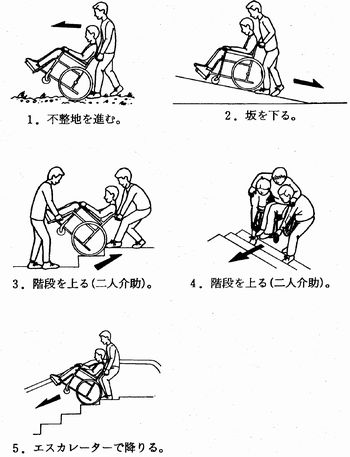 1. 不整地を進む。
2. 坂を下る。
3. 階段を上る(二人介助)。
4. 階段を上る(二人介助)。
5. エスカレーターで降りる。